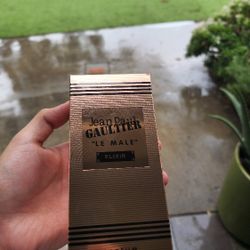 Jean Paul
GAULTIER
"LE MALE"
ELIXIR